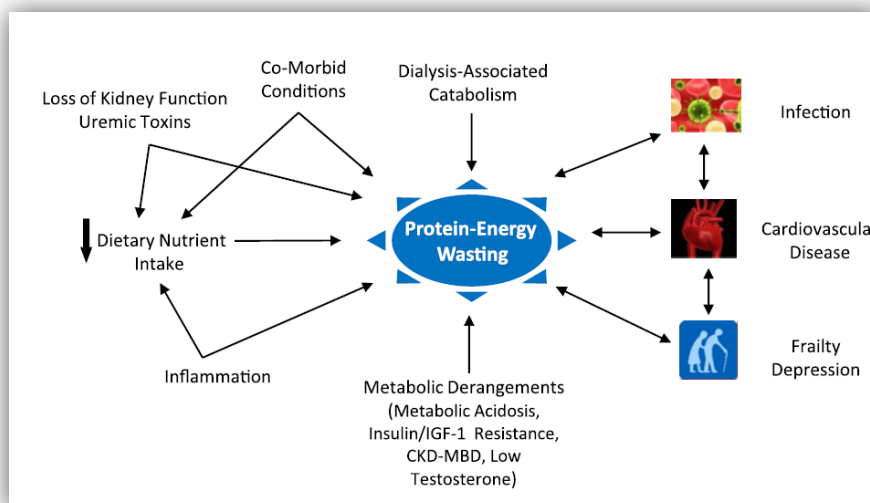 Co-Morbid
Conditions
Dialysis-Associated
Catabolism
Loss of Kidney Function
Uremic Toxins
Infection
Dietary Nutrient
Intake
Protein-Energy
Wasting
Cardiovascular
Disease
Inflammation
Metabolic Derangements
(Metabolic Acidosis,
Insulin/IGF-1 Resistance,
CKD-MBD, Low
Testosterone)
Frailty
Depression